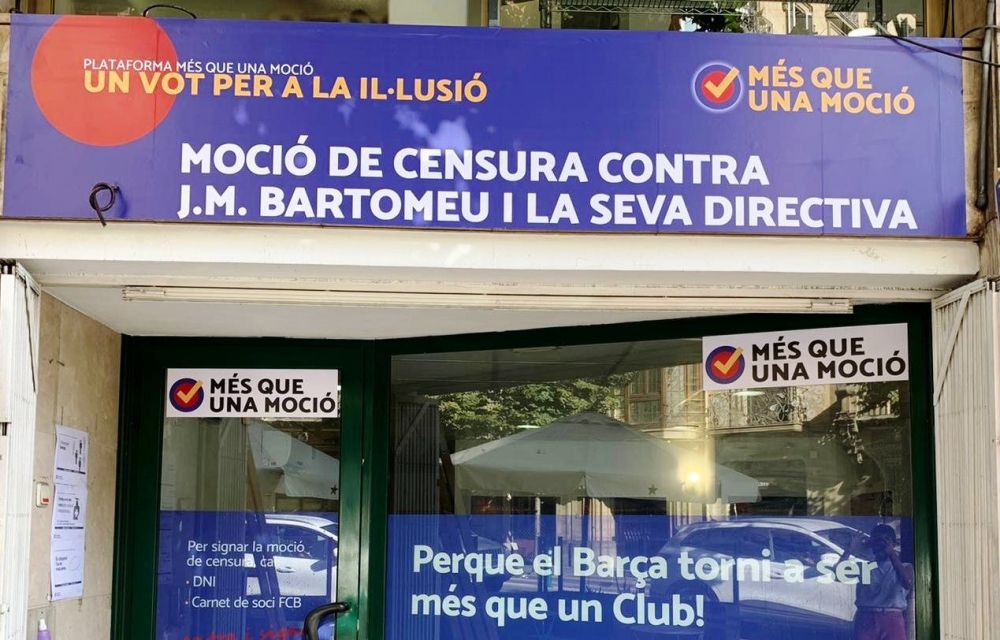 PLATAFORMA MÉS QUE UNA MOCIÓ
UN VOT PER A LA IL·LUSIÓ
MÉS QUE
UNA MOCIÓ
MOCIÓ DE CENSURA CONTRA
J.M. BARTOMEU I LA SEVA DIRECTIVA
MÉS QUE
UNA MOCIÓ
MÉS QUE
UNA MOCIÓ
Per signar la moció
de censura, cal
· DNI
· Carnet de soci FCB
Perquè el Barça torni a ser
més que un Club!